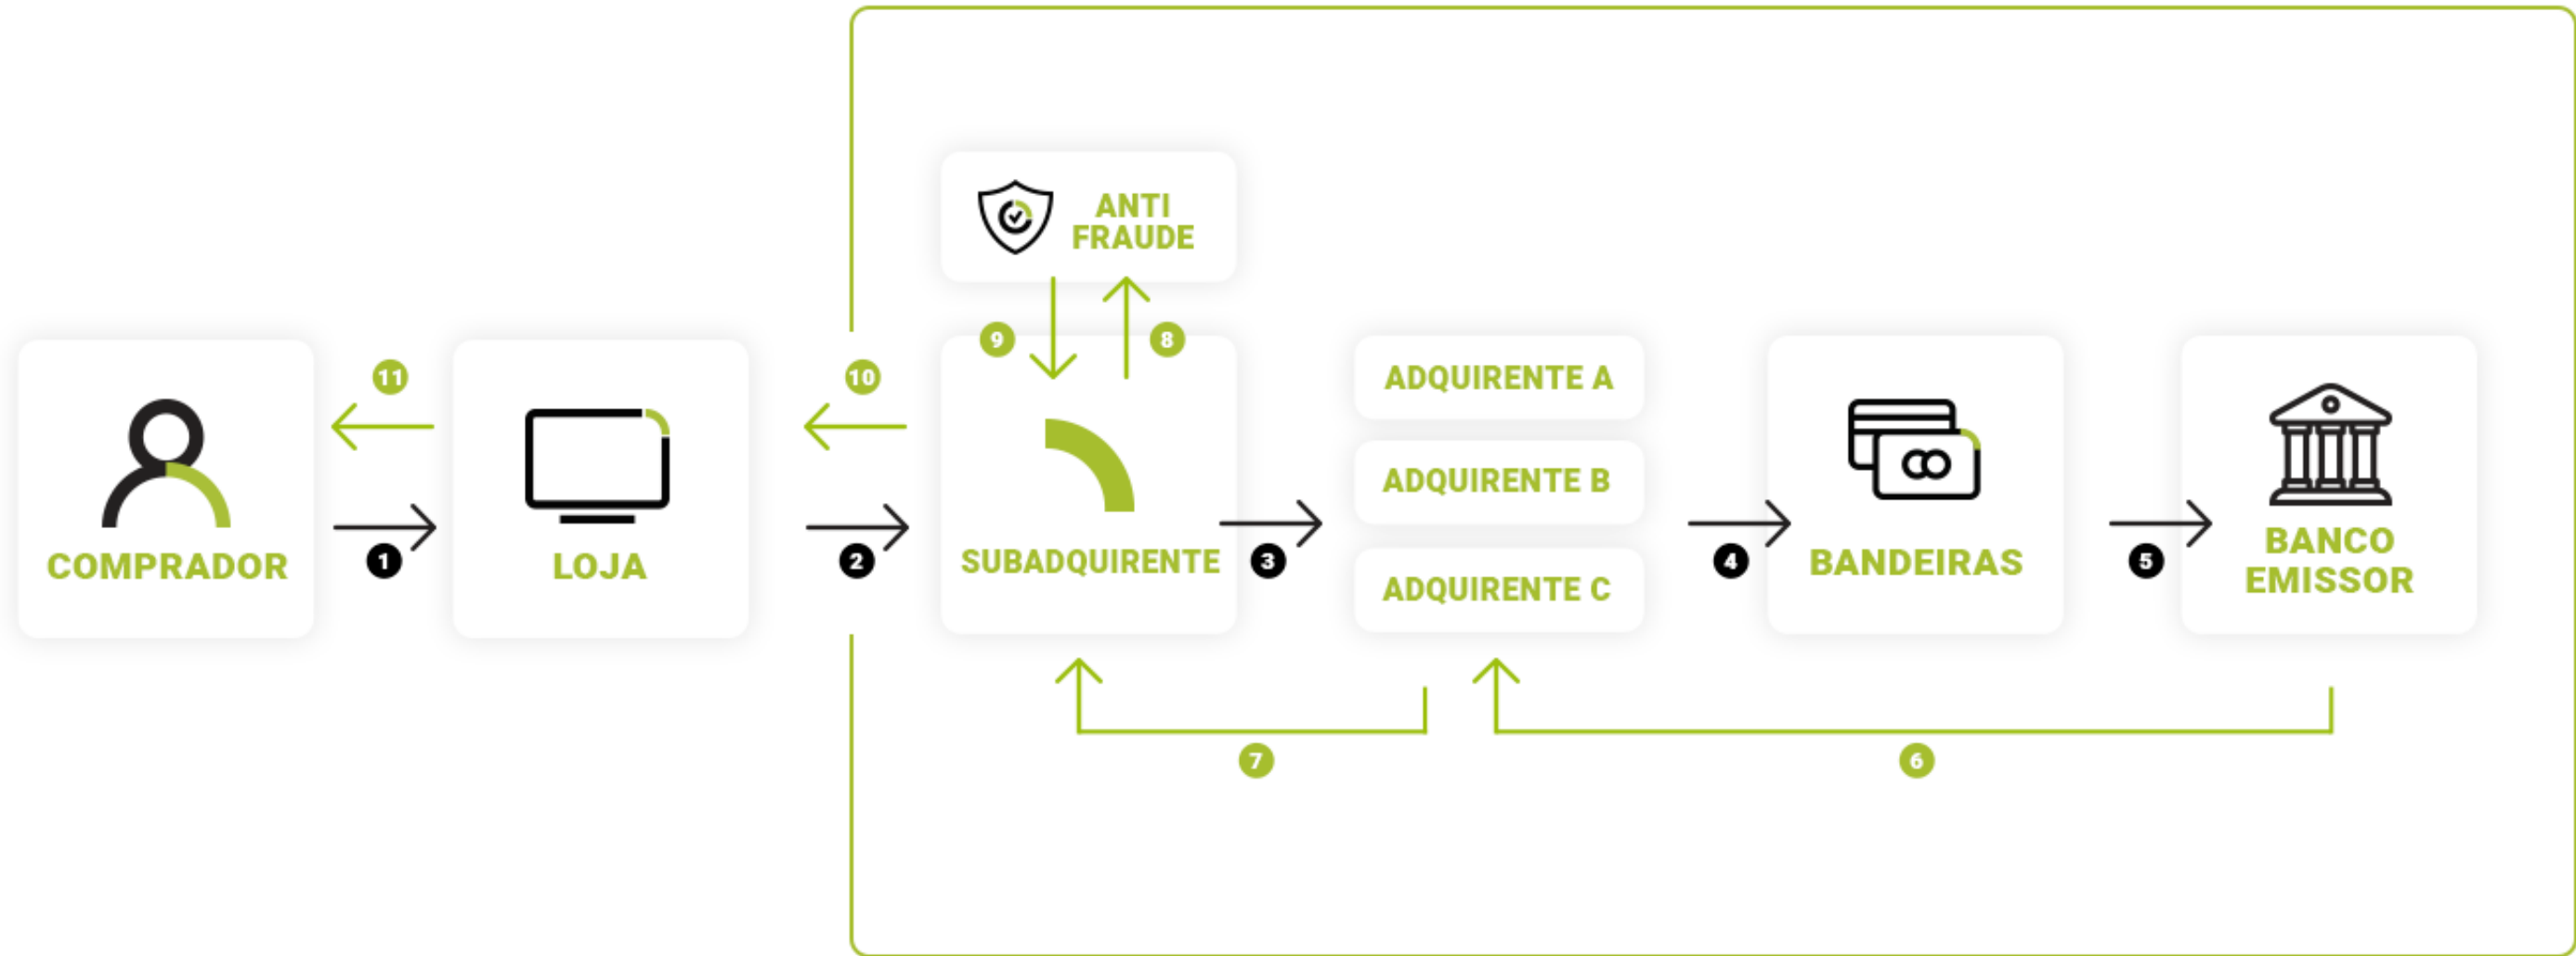 ANTI
FRAUDE
9
8
11
10
ADQUIRENTE A
ADQUIRENTE B
ADQUIRENTE C
COMPRADOR
1
LOJA
2
SUBADQUIRENTE
3
4
BANDEIRAS
5
BANCO
EMISSOR
7
6